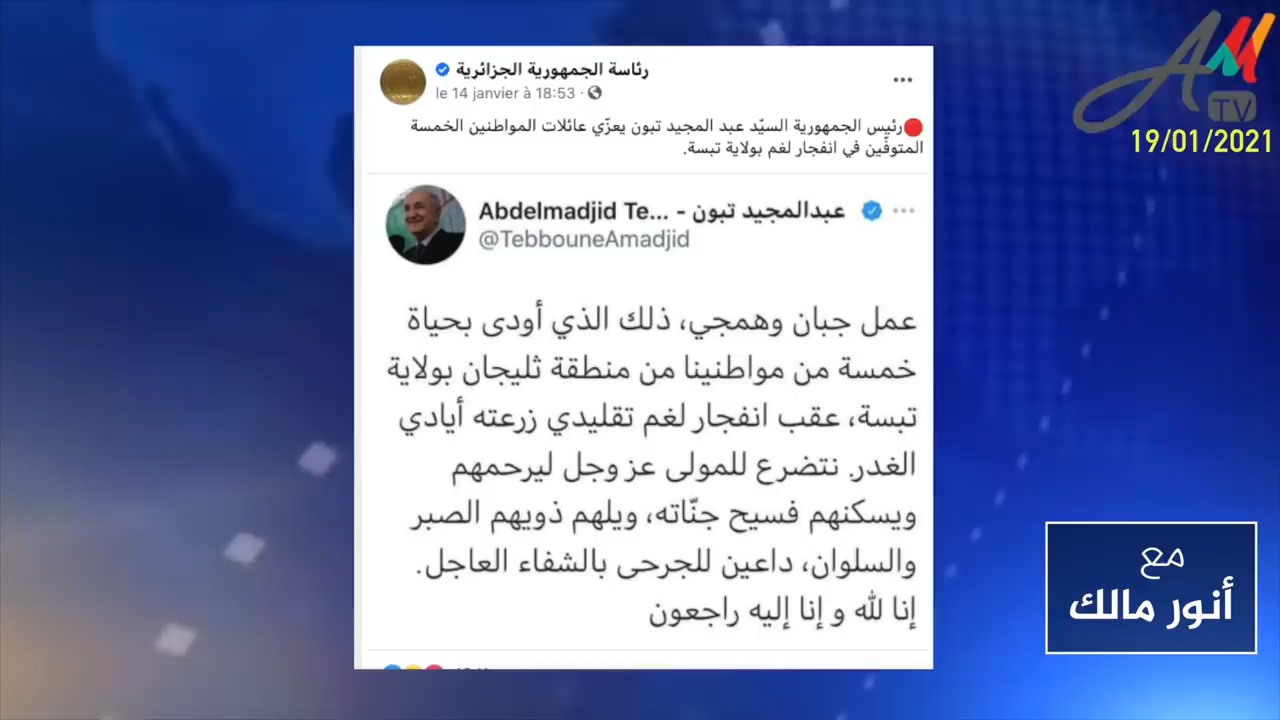 AM
TV
19/01/2021
رئاسة الجمهورية الجزائرية
le 14 janvier à 18:53 ·
رئيس الجمهورية السيّد عبد المجيد تبون يعزّي عائلات المواطنين الخمسة
المتوفّين في انفجار لغم بولاية تبسة.
Abdelmadjid Te... - عبدالمجيد تبون
@TebbouneAmadjid
عمل جبان وهمجي، ذلك الذي أودى بحياة
خمسة من مواطنينا من منطقة ثليجان بولاية
تبسة، عقب انفجار لغم تقليدي زرعته أيادي
الغدر. نتضرع للمولى عز وجل ليرحمهم
ويسكنهم فسيح جنّاته، ويلهم ذويهم الصبر
والسلوان، داعين للجرحى بالشفاء العاجل.
إنا لله و إنا إليه راجعون
مع
أنور مالك